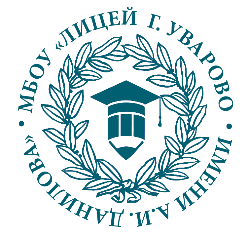 МБОУ «ЛИЦЕЙ Г. УВАРОВО
ИМЕНИ А.И. ДАНИЛОВА»